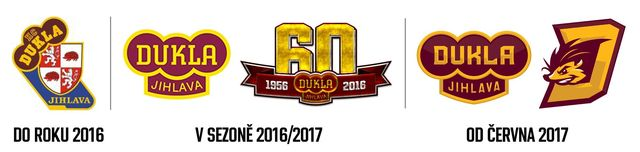 HC
DUKLA
JIHLAVA
DUKLA
JIHLAVA
60
1956 DUKLA 2016
JIHLAVA
DUKLA
JIHLAVA
DO ROKU 2016
V SEZONĚ 2016/2017
OD ČERVNA 2017